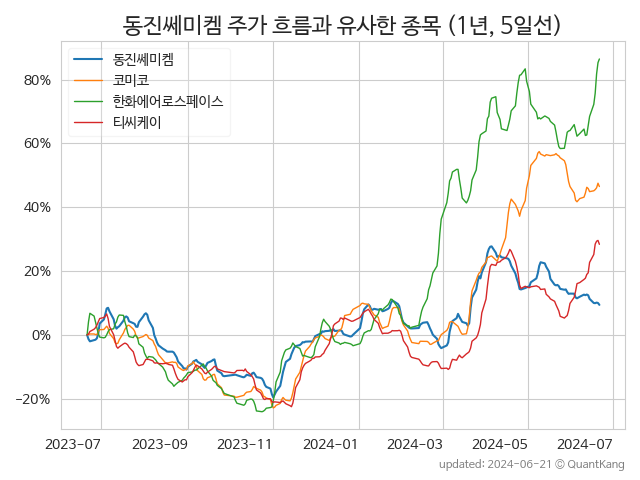 동진쎄미켐 주가 흐름과 유사한 종목 (1년, 5일선)
동진쎄미켐
코미코
한화에어로스페이스
티씨케이
80%
60%
40%
20%
0%
−20%
2023-07
2023-09
2023-11
2024-01
2024-03
2024-05
2024-07
updated: 2024-06-21 © QuantKang